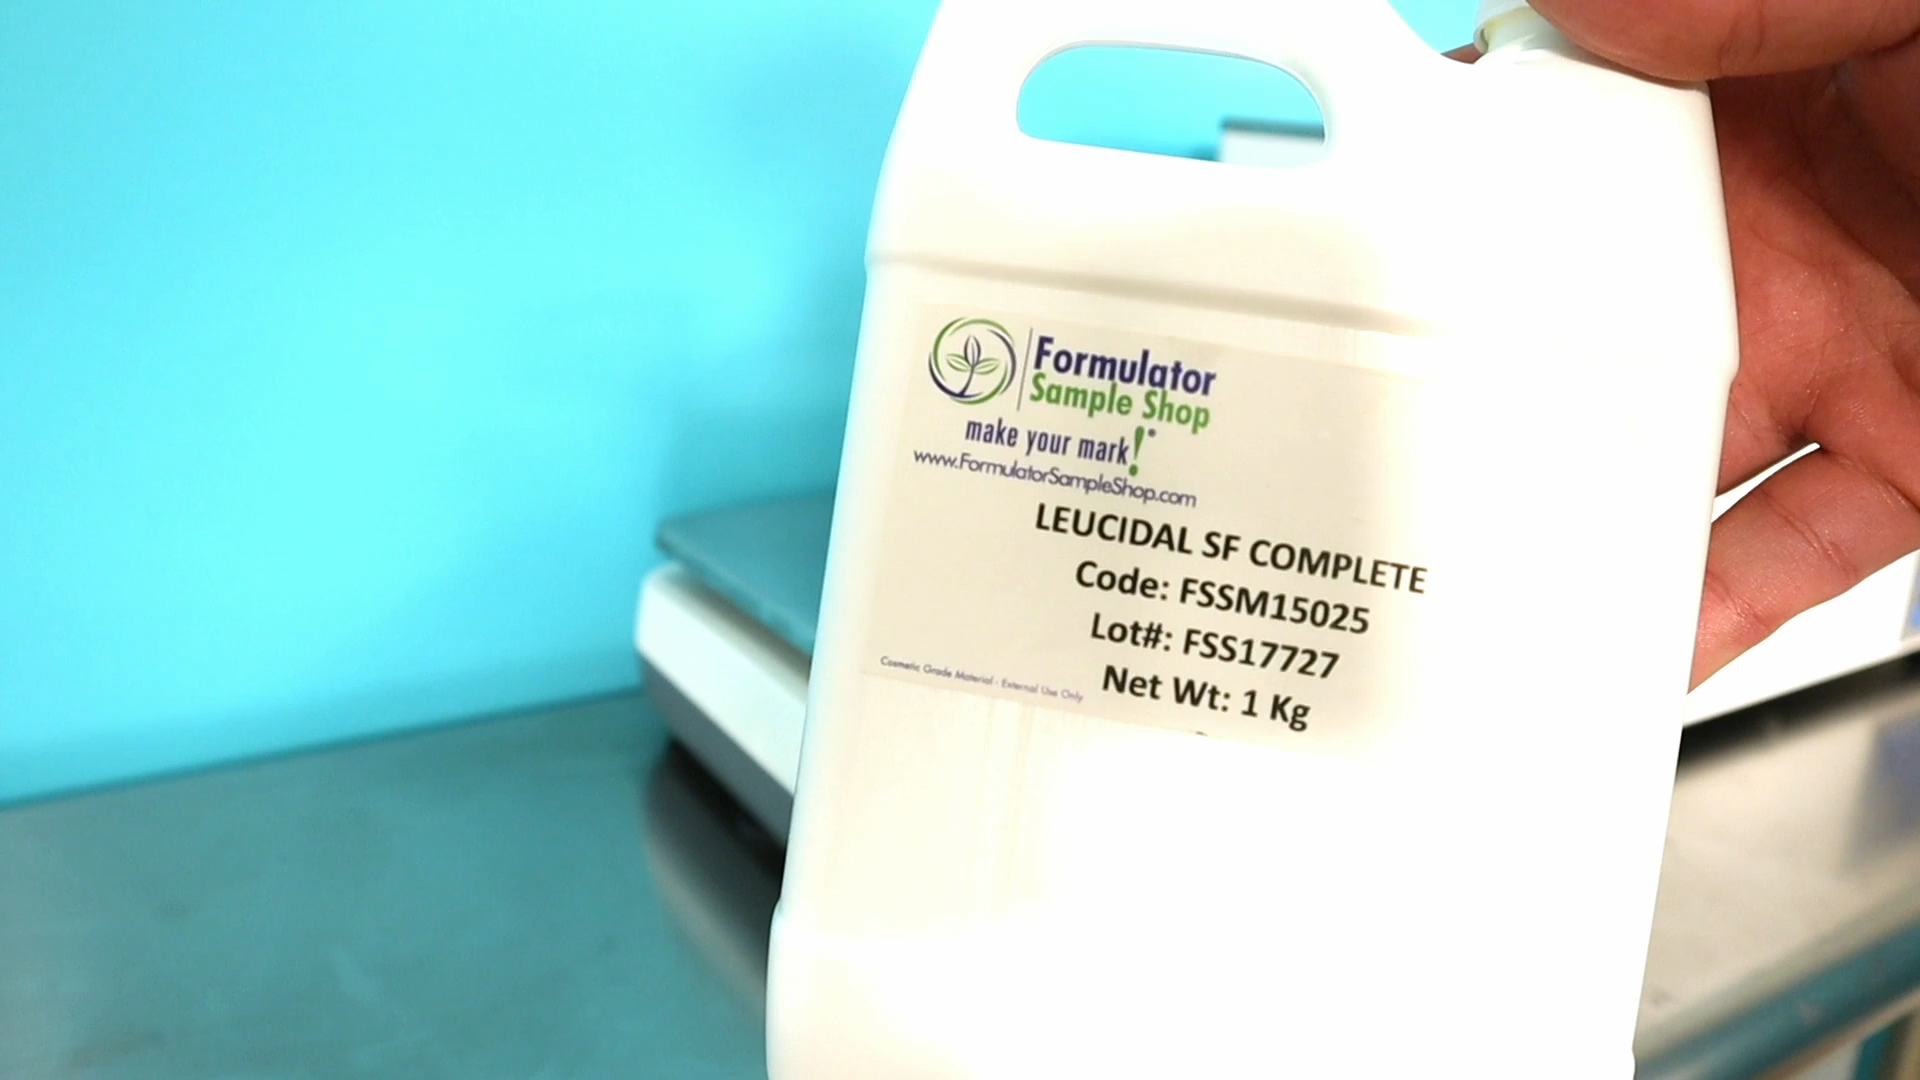 Formulator
Sample Shop
make your mark!®
www.FormulatorSampleShop.com
LEUCIDAL SF COMPLETE
Code: FSSM15025
Lot#: FSS17727
Net Wt: 1 Kg
Cosmetic Grade Material - External Use Only